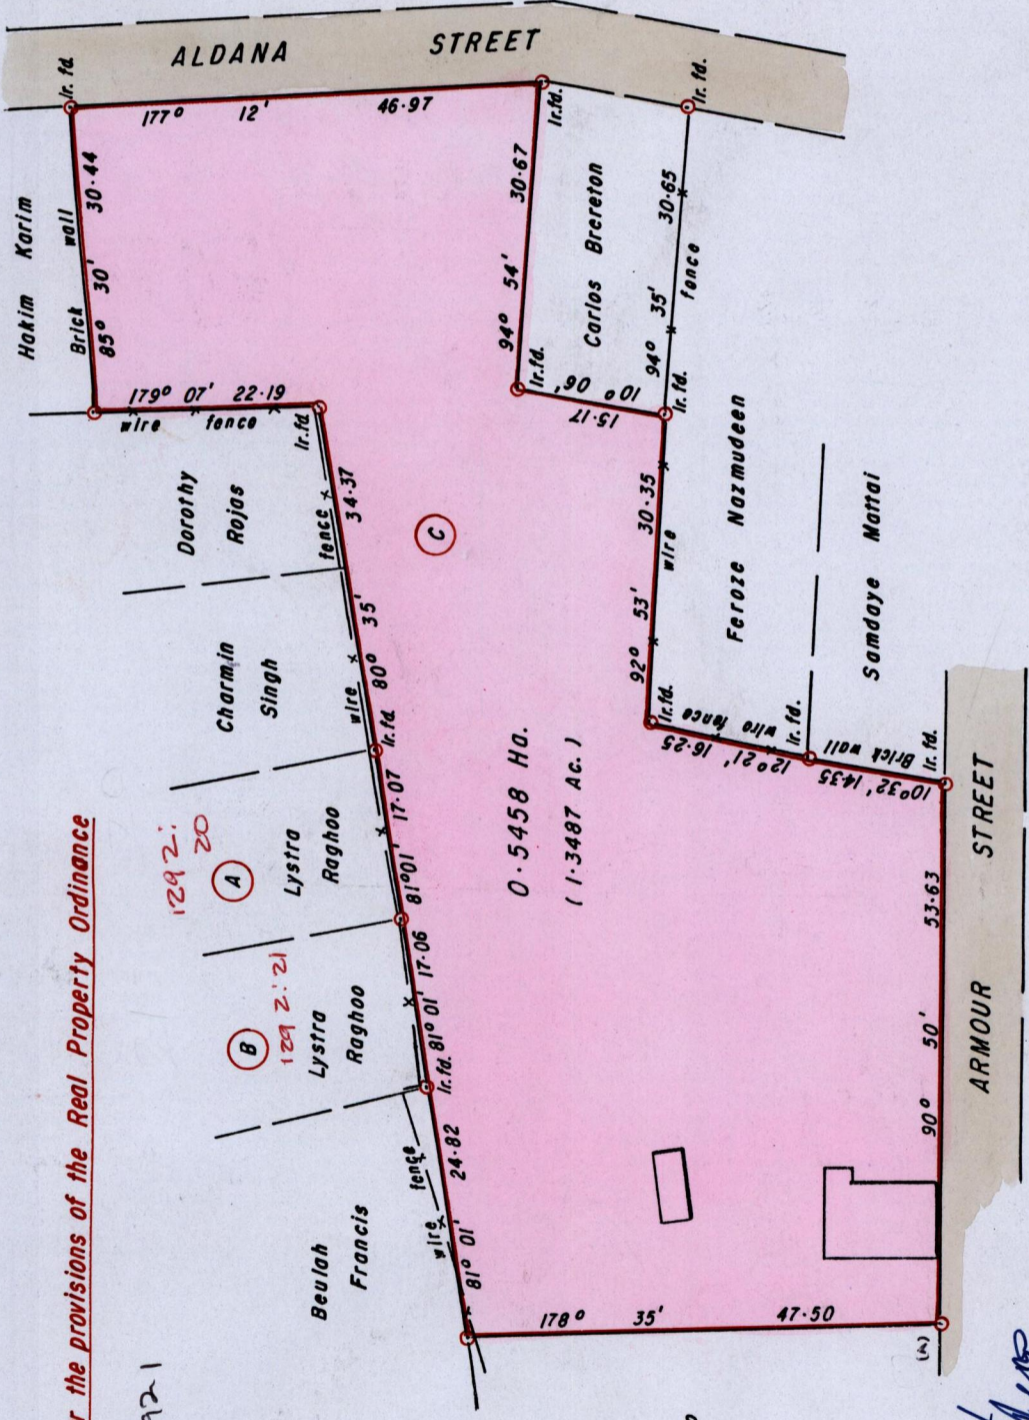 r the provisions of the Real Property Ordinance
ALDANA STREET
Ir. fd.
177° 12' 46·97
Ir.fd.
Ir. fd.
Hakim Karim
Brick wall
85° 30' 30·44
179° 07' 22·19
wire fence
Ir.fd
94° 54' 30·67
Ir.fd.
Carlos Brereton
10° 06'
15·17
94° 35' 30·65
fence
Ir.fd.
Dorothy
Rojas
fence
80° 35' 34·37
wire
Ir.fd.
C
92° 53' 30·35
wire
Ir.fd.
Feroze Nazmudeen
Samdaye Mattai
Charmin
Singh
1292:
20
A
Lystra
Raghoo
81°01' 17·07
B
1292:21
Lystra
Raghoo
81° 01' 17·06
Ir.fd.
0·5458 Ha.
( 1·3487 Ac. )
12°21' 16·25
wire fence
Ir. fd.
10°32' 14·35
Brick wall
Ir. fd.
Beulah
Francis
wire fence
81° 01' 24·82
178° 35' 47·50
90° 50' 53·63
ARMOUR STREET
921